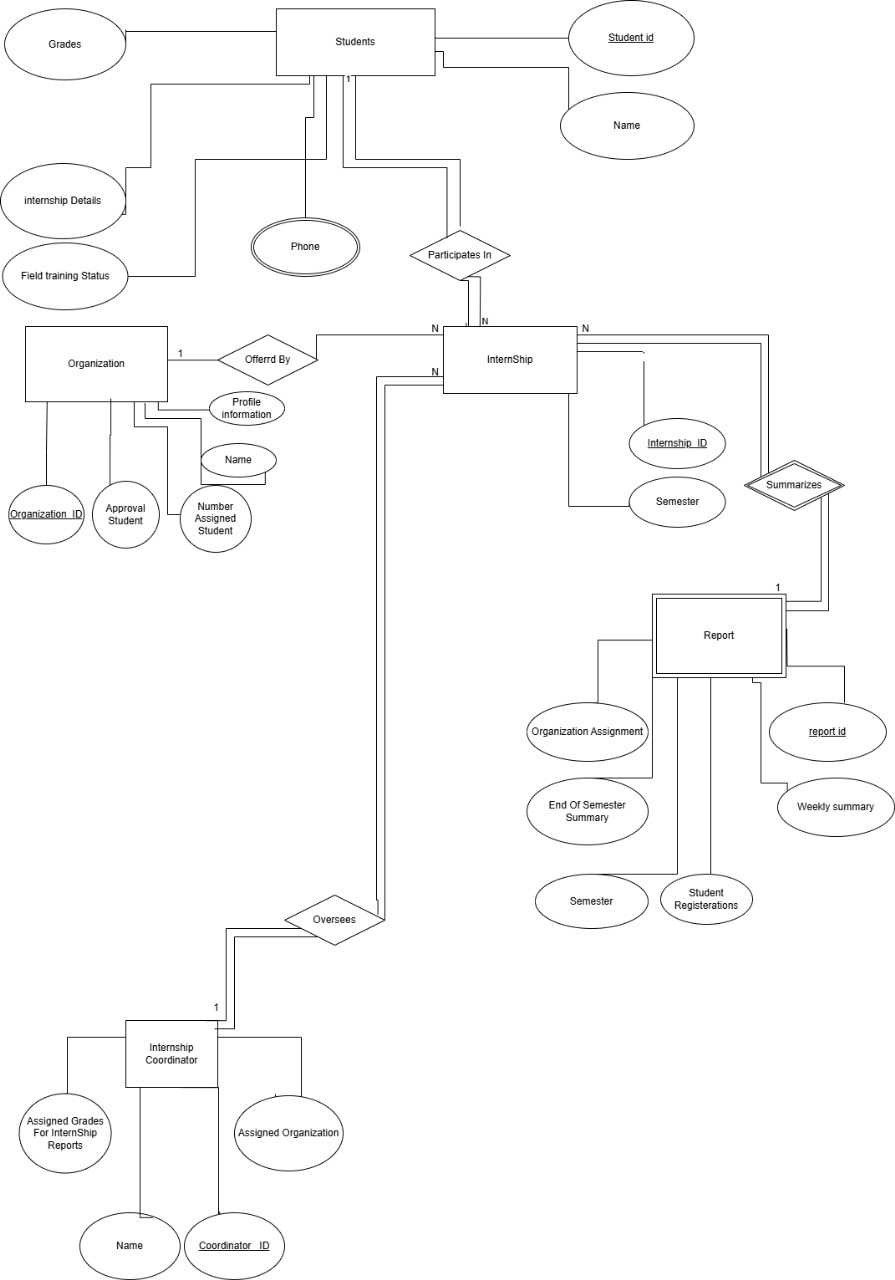 Grades
Students
Student id
1
Name
internship Details
Phone
Participates In
Field training Status
N
N
N
1
Offerrd By
InternShip
Organization
N
Profile
information
Internship_ID
Name
Summarizes
Semester
Organization_ID
Approval
Student
Number
Assigned
Student
1
Report
Organization Assignment
report id
End Of Semester
Summary
Weekly summary
Semester
Student
Registerations
Oversees
1
Internship
Coordinator
Assigned Grades
For InternShip
Reports
Assigned Organization
Name
Coordinator _ID